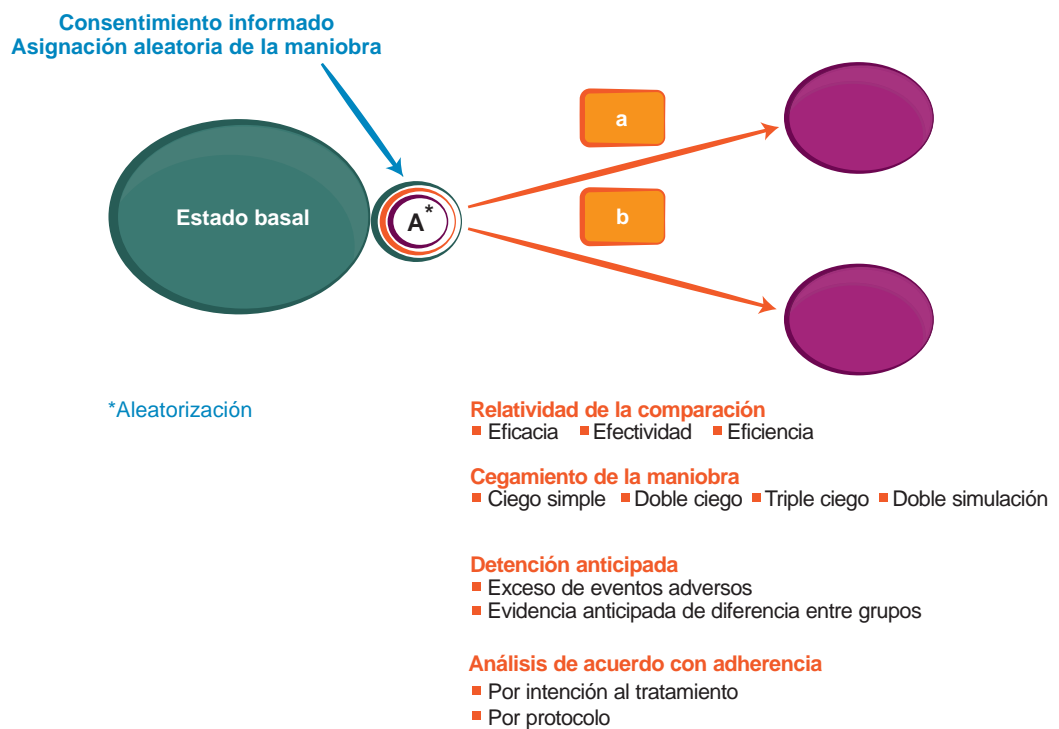 Consentimiento informado
Asignación aleatoria de la maniobra
a
Estado basal
A*
b
*Aleatorización
Relatividad de la comparación
Eficacia Efectividad Eficiencia
Cegamiento de la maniobra
Ciego simple Doble ciego Triple ciego Doble simulación
Detención anticipada
Exceso de eventos adversos
Evidencia anticipada de diferencia entre grupos
Análisis de acuerdo con adherencia
Por intención al tratamiento
Por protocolo